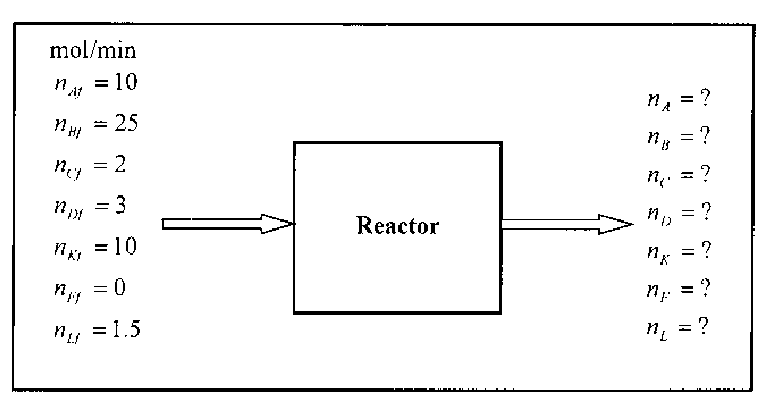 mol/min
n_Af = 10
n_Bf = 25
n_Cf = 2
n_Df = 3
n_Kf = 10
n_Ff = 0
n_Lf = 1.5
Reactor
n_A = ?
n_B = ?
n_C = ?
n_D = ?
n_K = ?
n_F = ?
n_L = ?